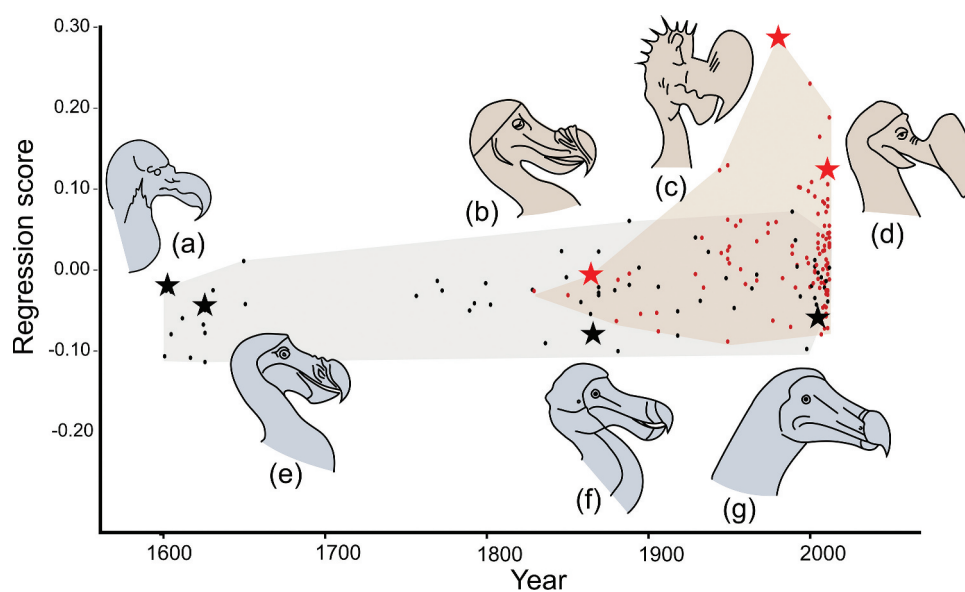 0.30
0.20
0.10
0.00
-0.10
-0.20
Regression score
(a)
(b)
(c)
(d)
(e)
(f)
(g)
1600
1700
1800
1900
2000
Year